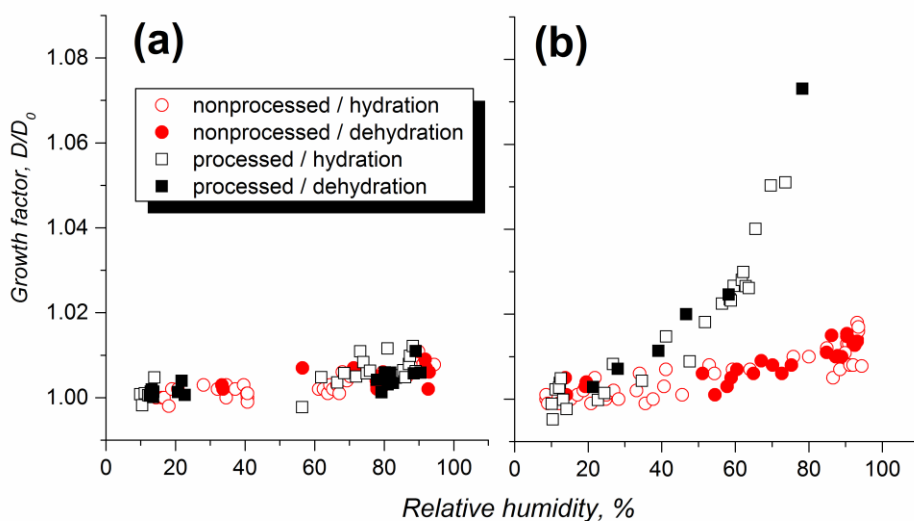 (a)
(b)
1.08
1.06
1.04
1.02
1.00
Growth factor, D/D0
nonprocessed / hydration
nonprocessed / dehydration
processed / hydration
processed / dehydration
0 20 40 60 80 100
0 20 40 60 80 100
Relative humidity, %